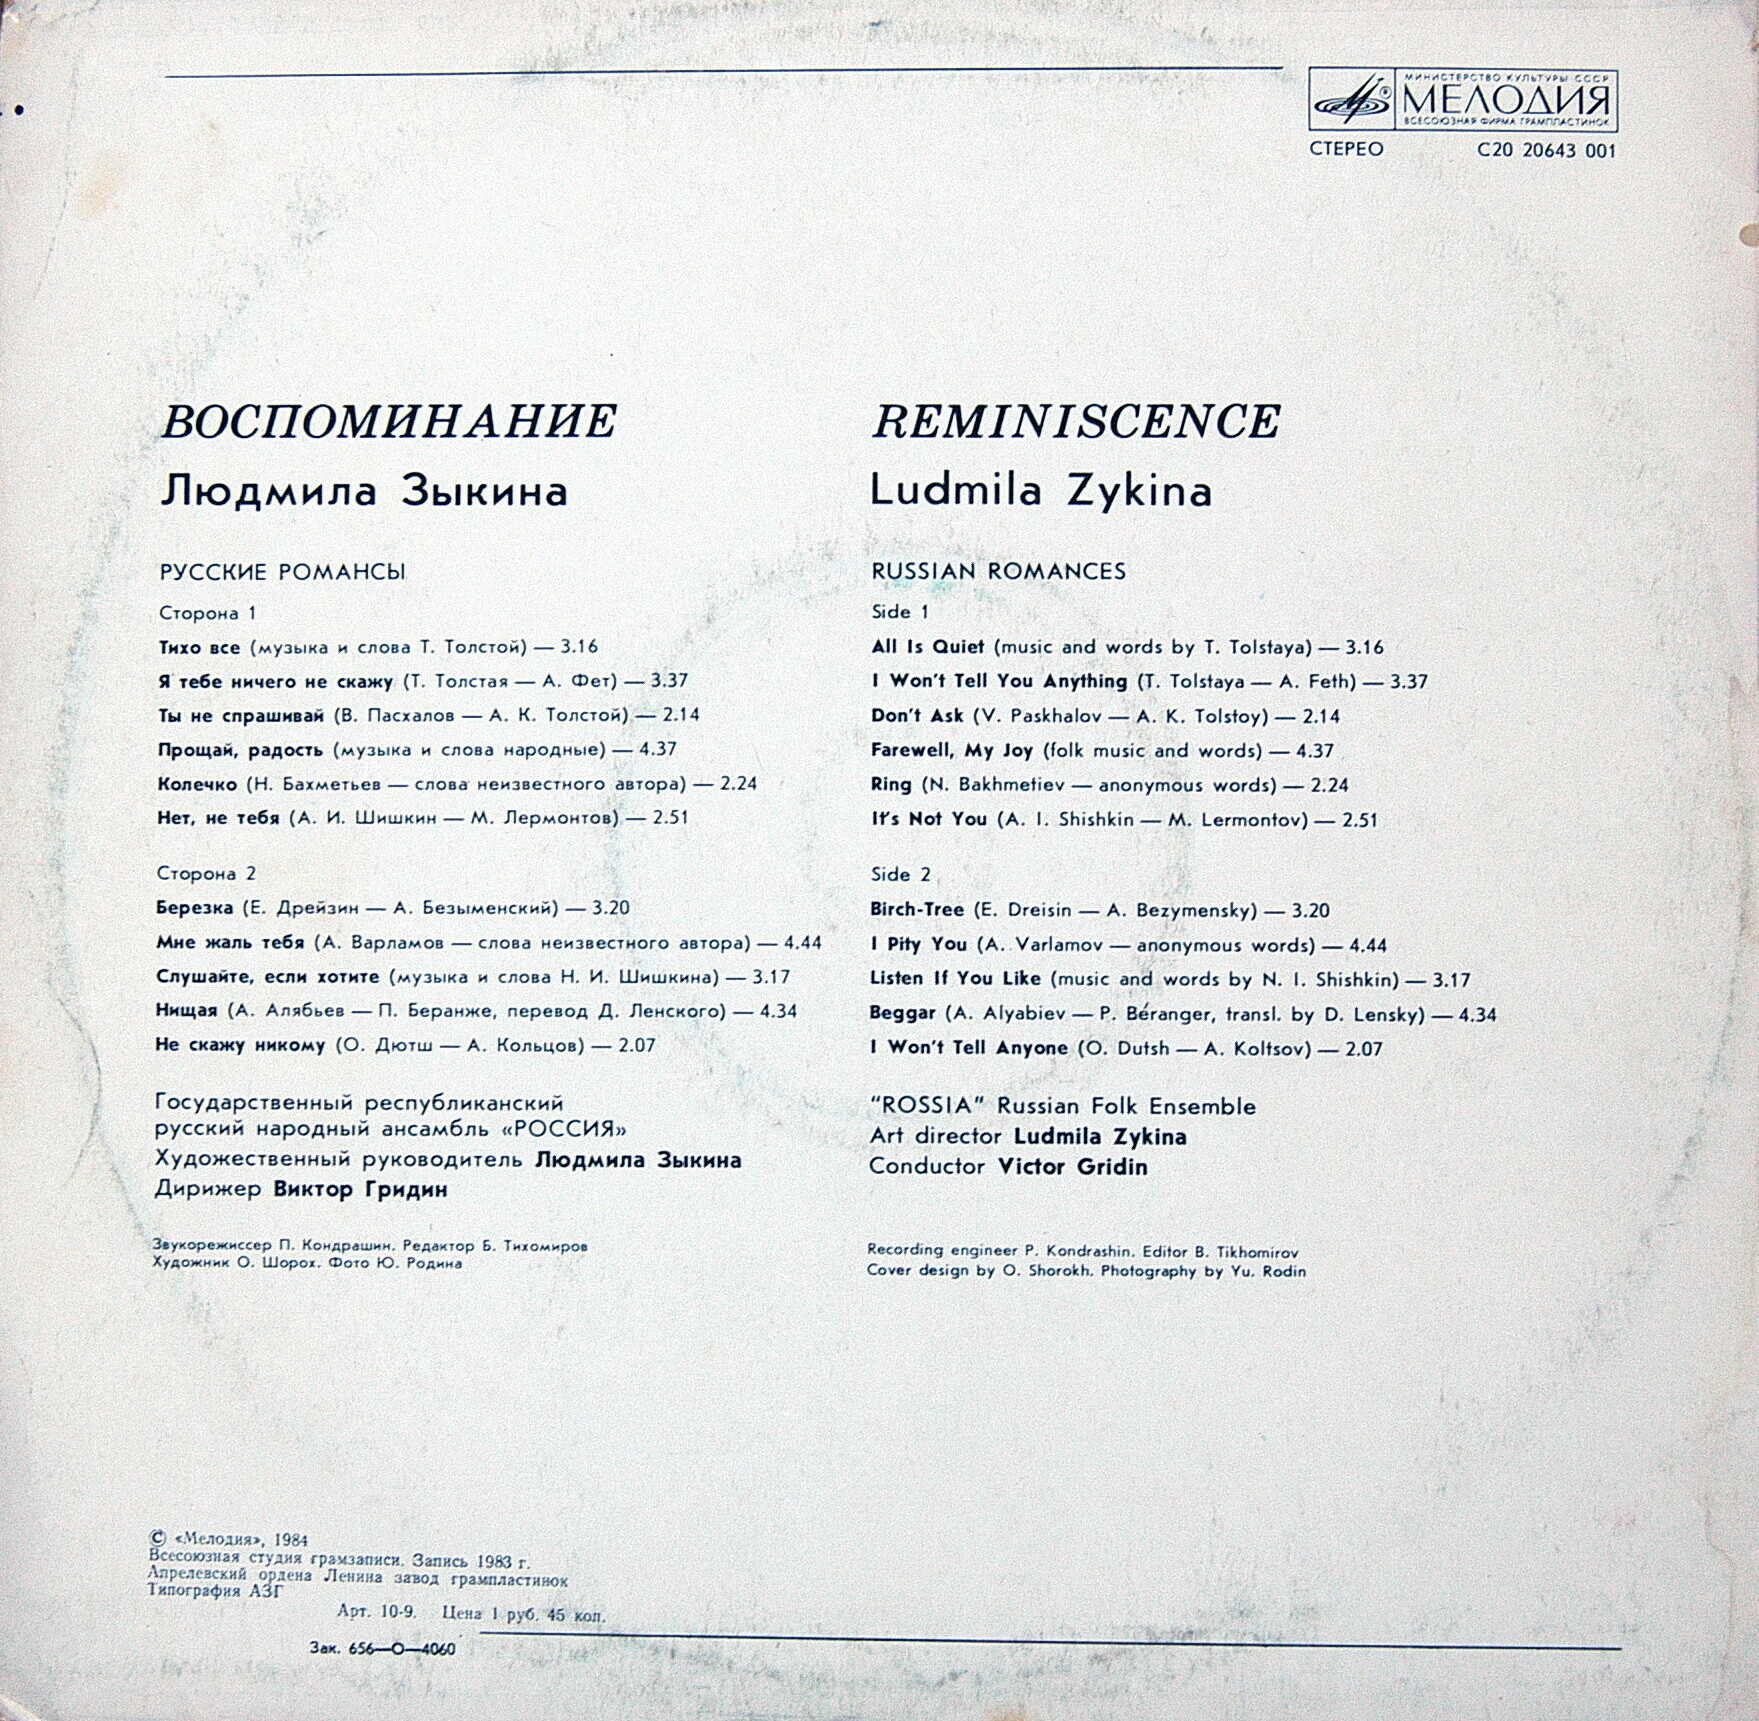 МИНИСТЕРСТВО КУЛЬТУРЫ СССР
МЕЛОДИЯ
ВСЕСОЮЗНАЯ ФИРМА ГРАМПЛАСТИНОК
СТЕРЕО С20 20643 001
ВОСПОМИНАНИЕ
Людмила Зыкина
РУССКИЕ РОМАНСЫ
Сторона 1
Тихо все (музыка и слова Т. Толстой) — 3.16
Я тебе ничего не скажу (Т. Толстая — А. Фет) — 3.37
Ты не спрашивай (В. Пасхалов — А. К. Толстой) — 2.14
Прощай, радость (музыка и слова народные) — 4.37
Колечко (Н. Бахметьев — слова неизвестного автора) — 2.24
Нет, не тебя (А. И. Шишкин — М. Лермонтов) — 2.51
Сторона 2
Березка (Е. Дрейзин — А. Безыменский) — 3.20
Мне жаль тебя (А. Варламов — слова неизвестного автора) — 4.44
Слушайте, если хотите (музыка и слова Н. И. Шишкина) — 3.17
Нищая (А. Алябьев — П. Беранже, перевод Д. Ленского) — 4.34
Не скажу никому (О. Дютш — А. Кольцов) — 2.07
Государственный республиканский
русский народный ансамбль «РОССИЯ»
Художественный руководитель Людмила Зыкина
Дирижер Виктор Гридин
Звукорежиссер П. Кондрашин. Редактор Б. Тихомиров
Художник О. Шорох. Фото Ю. Родина
REMINISCENCE
Ludmila Zykina
RUSSIAN ROMANCES
Side 1
All Is Quiet (music and words by T. Tolstaya) — 3.16
I Won't Tell You Anything (T. Tolstaya — A. Feth) — 3.37
Don't Ask (V. Paskhalov — A. K. Tolstoy) — 2.14
Farewell, My Joy (folk music and words) — 4.37
Ring (N. Bakhmetiev — anonymous words) — 2.24
It's Not You (A. I. Shishkin — M. Lermontov) — 2.51
Side 2
Birch-Tree (E. Dreisin — A. Bezymensky) — 3.20
I Pity You (A. Varlamov — anonymous words) — 4.44
Listen If You Like (music and words by N. I. Shishkin) — 3.17
Beggar (A. Alyabiev — P. Béranger, transl. by D. Lensky) — 4.34
I Won't Tell Anyone (O. Dutsh — A. Koltsov) — 2.07
"ROSSIA" Russian Folk Ensemble
Art director Ludmila Zykina
Conductor Victor Gridin
Recording engineer P. Kondrashin. Editor B. Tikhomirov
Cover design by O. Shorokh. Photography by Yu. Rodin
© «Мелодия», 1984
Всесоюзная студия грамзаписи. Запись 1983 г.
Апрелевский ордена Ленина завод грампластинок
Типография АЗГ
Арт. 10-9. Цена 1 руб. 45 коп.
Зак. 656—О—4060